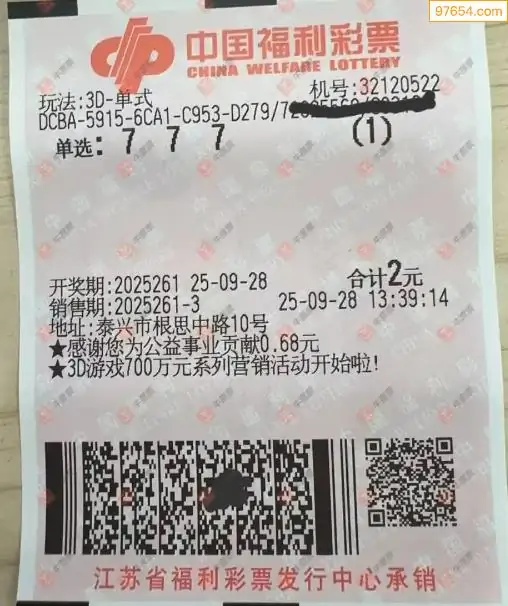 97654.com
中国福利彩票
CHINA WELFARE LOTTERY
玩法:3D-单式 机号:32120522
DCBA-5915-6CA1-C953-D279/
单选: 7 7 7 (1)
开奖期:2025261 25-09-28 合计2元
销售期:2025261-3 25-09-28 13:39:14
地址:泰兴市根思中路10号
★感谢您为公益事业贡献0.68元
★3D游戏700万元系列营销活动开始啦!
江苏省福利彩票发行中心承销